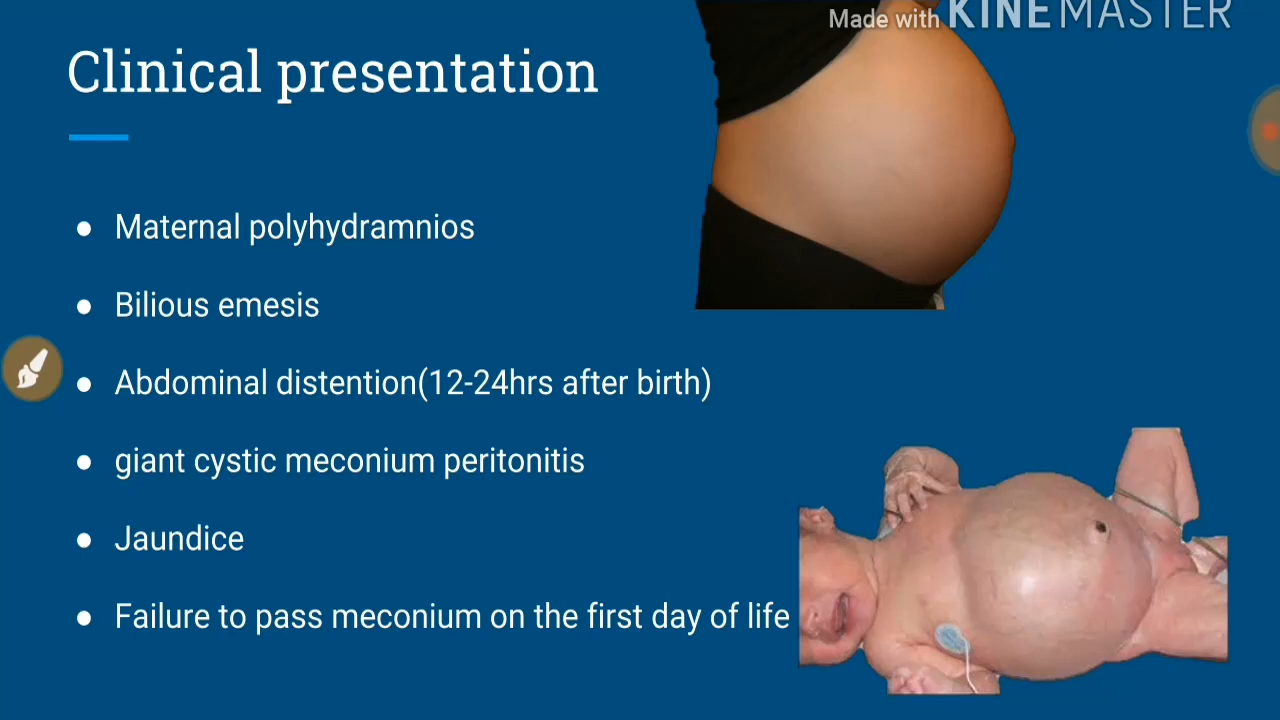 Made with KINEMASTER
Clinical presentation
● Maternal polyhydramnios
● Bilious emesis
● Abdominal distention(12-24hrs after birth)
● giant cystic meconium peritonitis
● Jaundice
● Failure to pass meconium on the first day of life